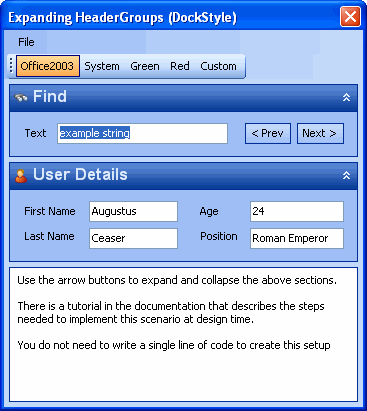 Expanding HeaderGroups (DockStyle)
File
Office2003 System Green Red Custom
Find
Text example string < Prev Next >
User Details
First Name Augustus Age 24
Last Name Ceaser Position Roman Emperor
Use the arrow buttons to expand and collapse the above sections.
There is a tutorial in the documentation that describes the steps
needed to implement this scenario at design time.
You do not need to write a single line of code to create this setup